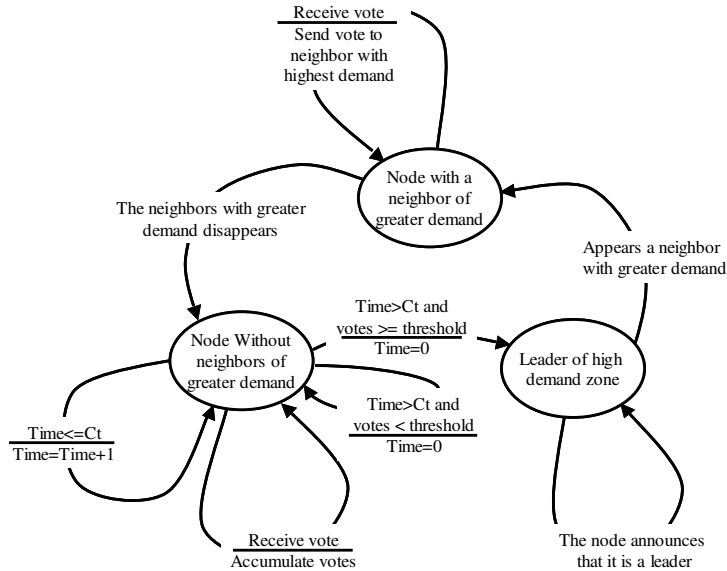 Receive vote
Send vote to
neighbor with
highest demand
Node with a
neighbor of
greater demand
The neighbors with greater
demand disappears
Appears a neighbor
with greater demand
Time>Ct and
votes >= threshold
Time=0
Node Without
neighbors of
greater demand
Leader of high
demand zone
Time>Ct and
votes < threshold
Time=0
Time<=Ct
Time=Time+1
Receive vote
Accumulate votes
The node announces
that it is a leader